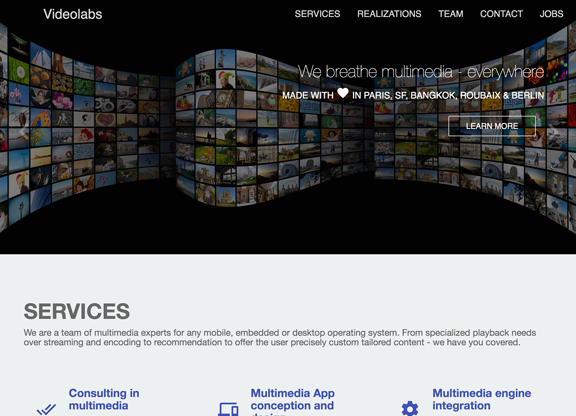 Videolabs
SERVICES REALIZATIONS TEAM CONTACT JOBS
We breathe multimedia - everywhere
MADE WITH ♥ IN PARIS, SF, BANGKOK, ROUBAIX & BERLIN
LEARN MORE
SERVICES
We are a team of multimedia experts for any mobile, embedded or desktop operating system. From specialized playback needs
over streaming and encoding to recommendation to offer the user precisely custom tailored content - we have you covered.
Consulting in
multimedia
Multimedia App
conception and
design
Multimedia engine
integration